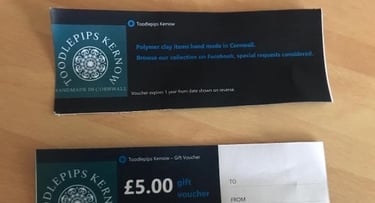 TOODLEPIPS KERNOW
HANDMADE IN CORNWALL
Toodlepips Kernow
Polymer clay items hand made in Cornwall.
Browse our collection on Facebook, special requests considered.
Voucher expires 1 year from date shown on reverse.
TOODLEPIPS KERNOW
Toodlepips Kernow - Gift Voucher
£5.00 gift
voucher
TO
FROM